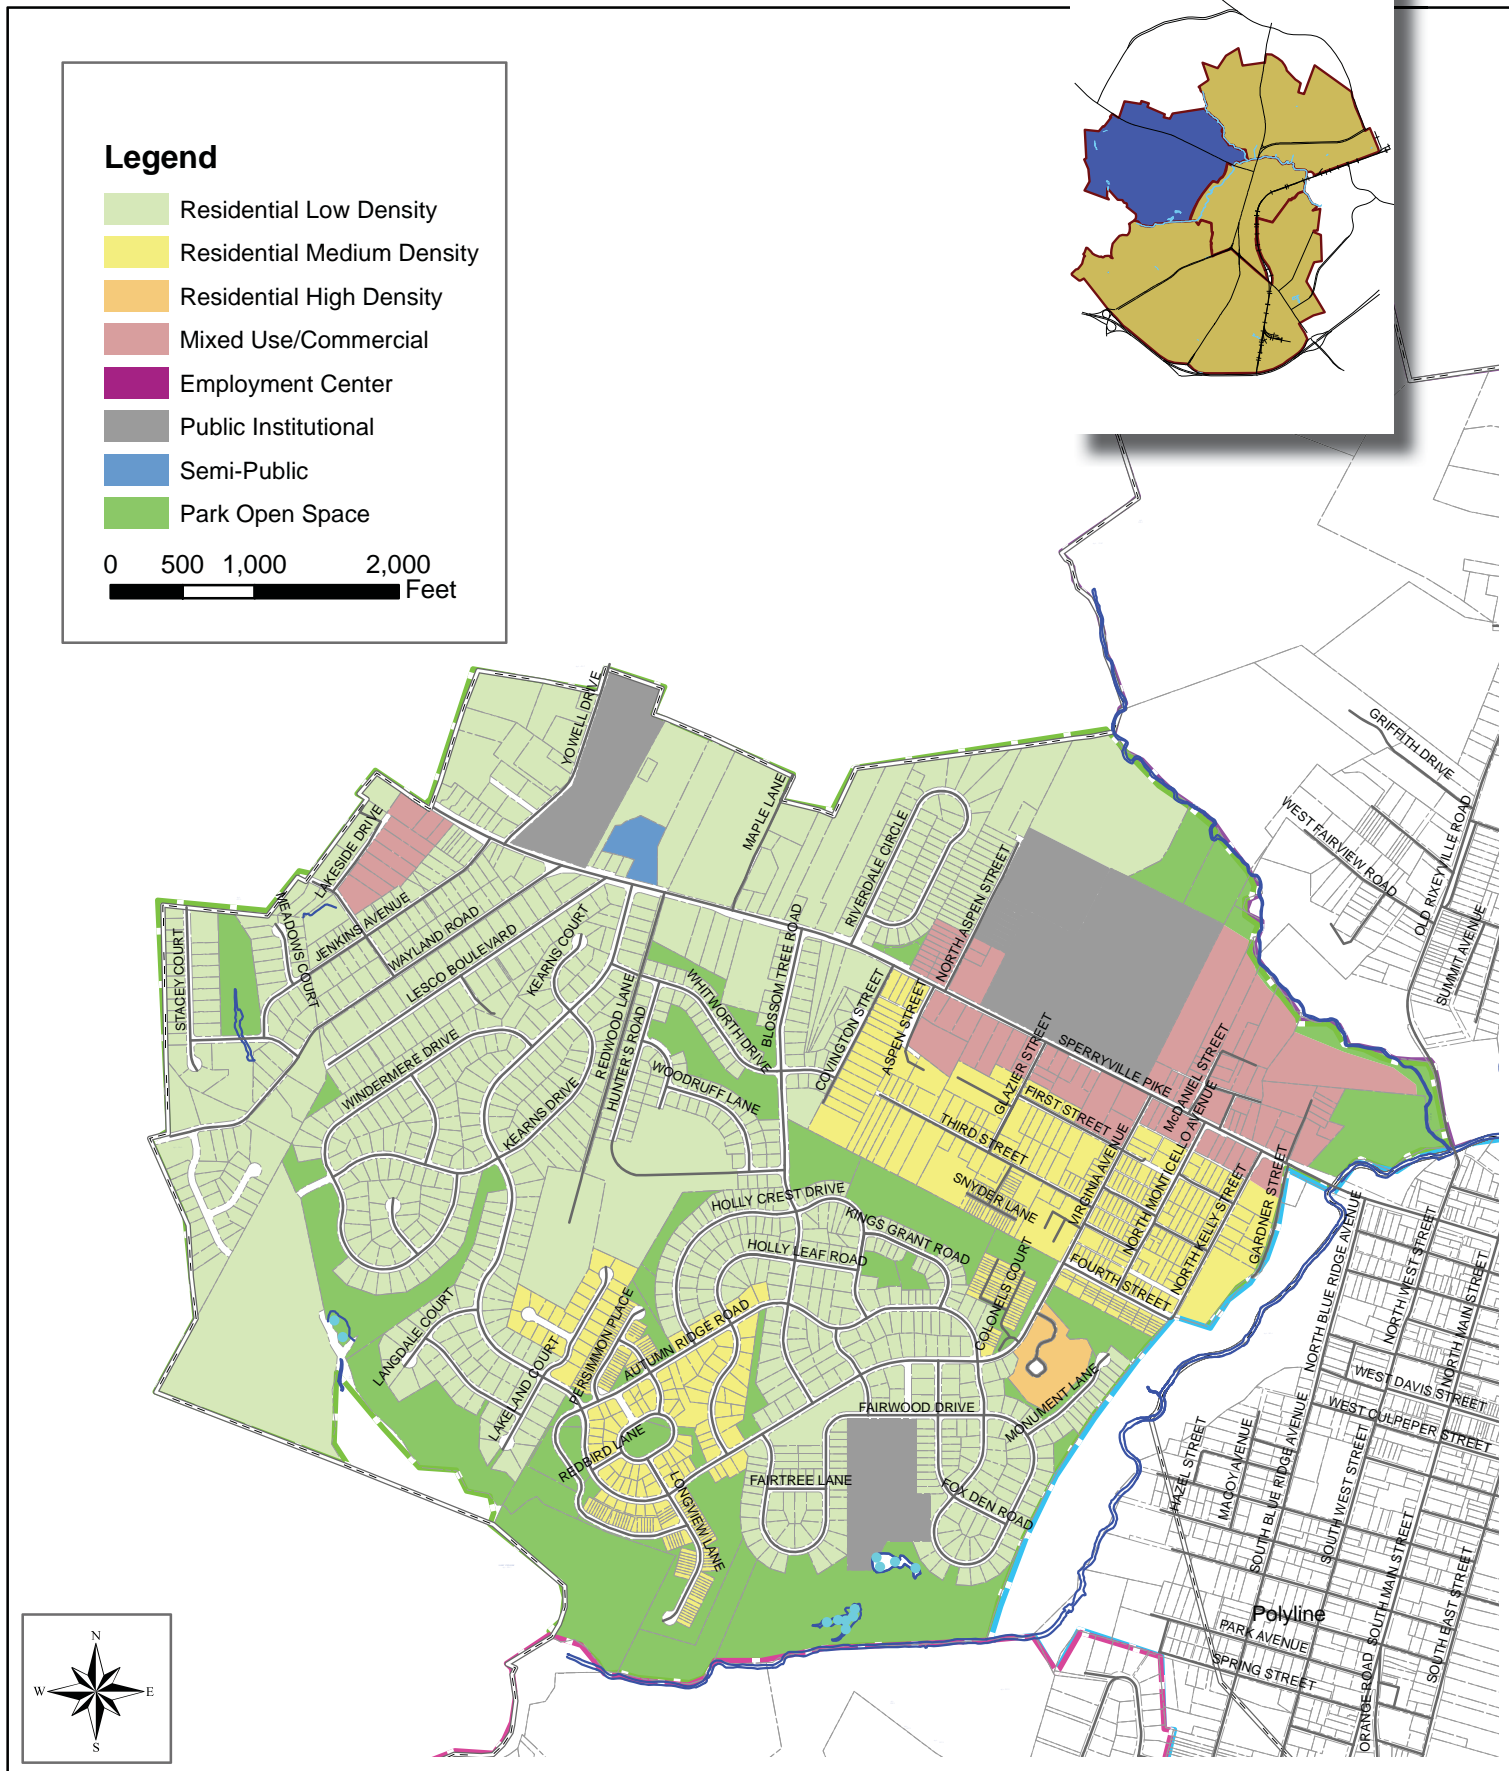 Legend
Residential Low Density
Residential Medium Density
Residential High Density
Mixed Use/Commercial
Employment Center
Public Institutional
Semi-Public
Park Open Space
0 500 1,000 2,000
Feet
YOWELL DRIVE
MAPLE LANE
LAKESIDE DRIVE
RIVERDALE CIRCLE
NORTH ASPEN STREET
GRIFFITH DRIVE
WEST FAIRVIEW ROAD
OLD RIXEYVILLE ROAD
SUMMIT AVENUE
MEADOWS COURT
JENKINS AVENUE
WAYLAND ROAD
LESCO BOULEVARD
STACEY COURT
KEARNS COURT
REDWOOD LANE
HUNTER'S ROAD
WHITWORTH DRIVE
BLOSSOM TREE ROAD
COVINGTON STREET
ASPEN STREET
GLAZIER STREET
SPERRYVILLE PIKE
McDANIEL STREET
WINDERMERE DRIVE
KEARNS DRIVE
WOODRUFF LANE
FIRST STREET
THIRD STREET
SNYDER LANE
VIRGINIA AVENUE
NORTH MONTICELLO AVENUE
NORTH KELLY STREET
GARDNER STREET
HOLLY CREST DRIVE
KINGS GRANT ROAD
HOLLY LEAF ROAD
COLONELS COURT
FOURTH STREET
NORTH BLUE RIDGE AVENUE
NORTH WEST STREET
NORTH MAIN STREET
LANGDALE COURT
LAKELAND COURT
PERSIMMON PLACE
AUTUMN RIDGE ROAD
FAIRWOOD DRIVE
MONUMENT LANE
WEST DAVIS STREET
WEST CULPEPER STREET
REDBIRD LANE
LONGVIEW LANE
FAIRTREE LANE
FOX DEN ROAD
HAZEL STREET
MAGOY AVENUE
SOUTH BLUE RIDGE AVENUE
SOUTH WEST STREET
SOUTH MAIN STREET
SOUTH EAST STREET
Polyline
PARK AVENUE
SPRING STREET
ORANGE ROAD
N
W E
S